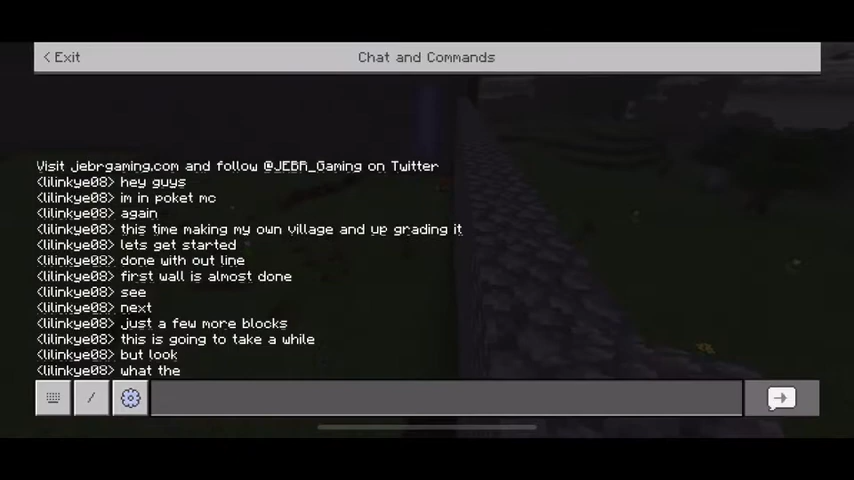 < Exit
Chat and Commands
Visit jebrgaming.com and follow @JEBR_Gaming on Twitter
<lilinkye08> hey guys
<lilinkye08> im in poket mc
<lilinkye08> again
<lilinkye08> this time making my own village and up grading it
<lilinkye08> lets get started
<lilinkye08> done with out line
<lilinkye08> first wall is almost done
<lilinkye08> see
<lilinkye08> next
<lilinkye08> just a few more blocks
<lilinkye08> this is going to take a while
<lilinkye08> but look
<lilinkye08> what the
/